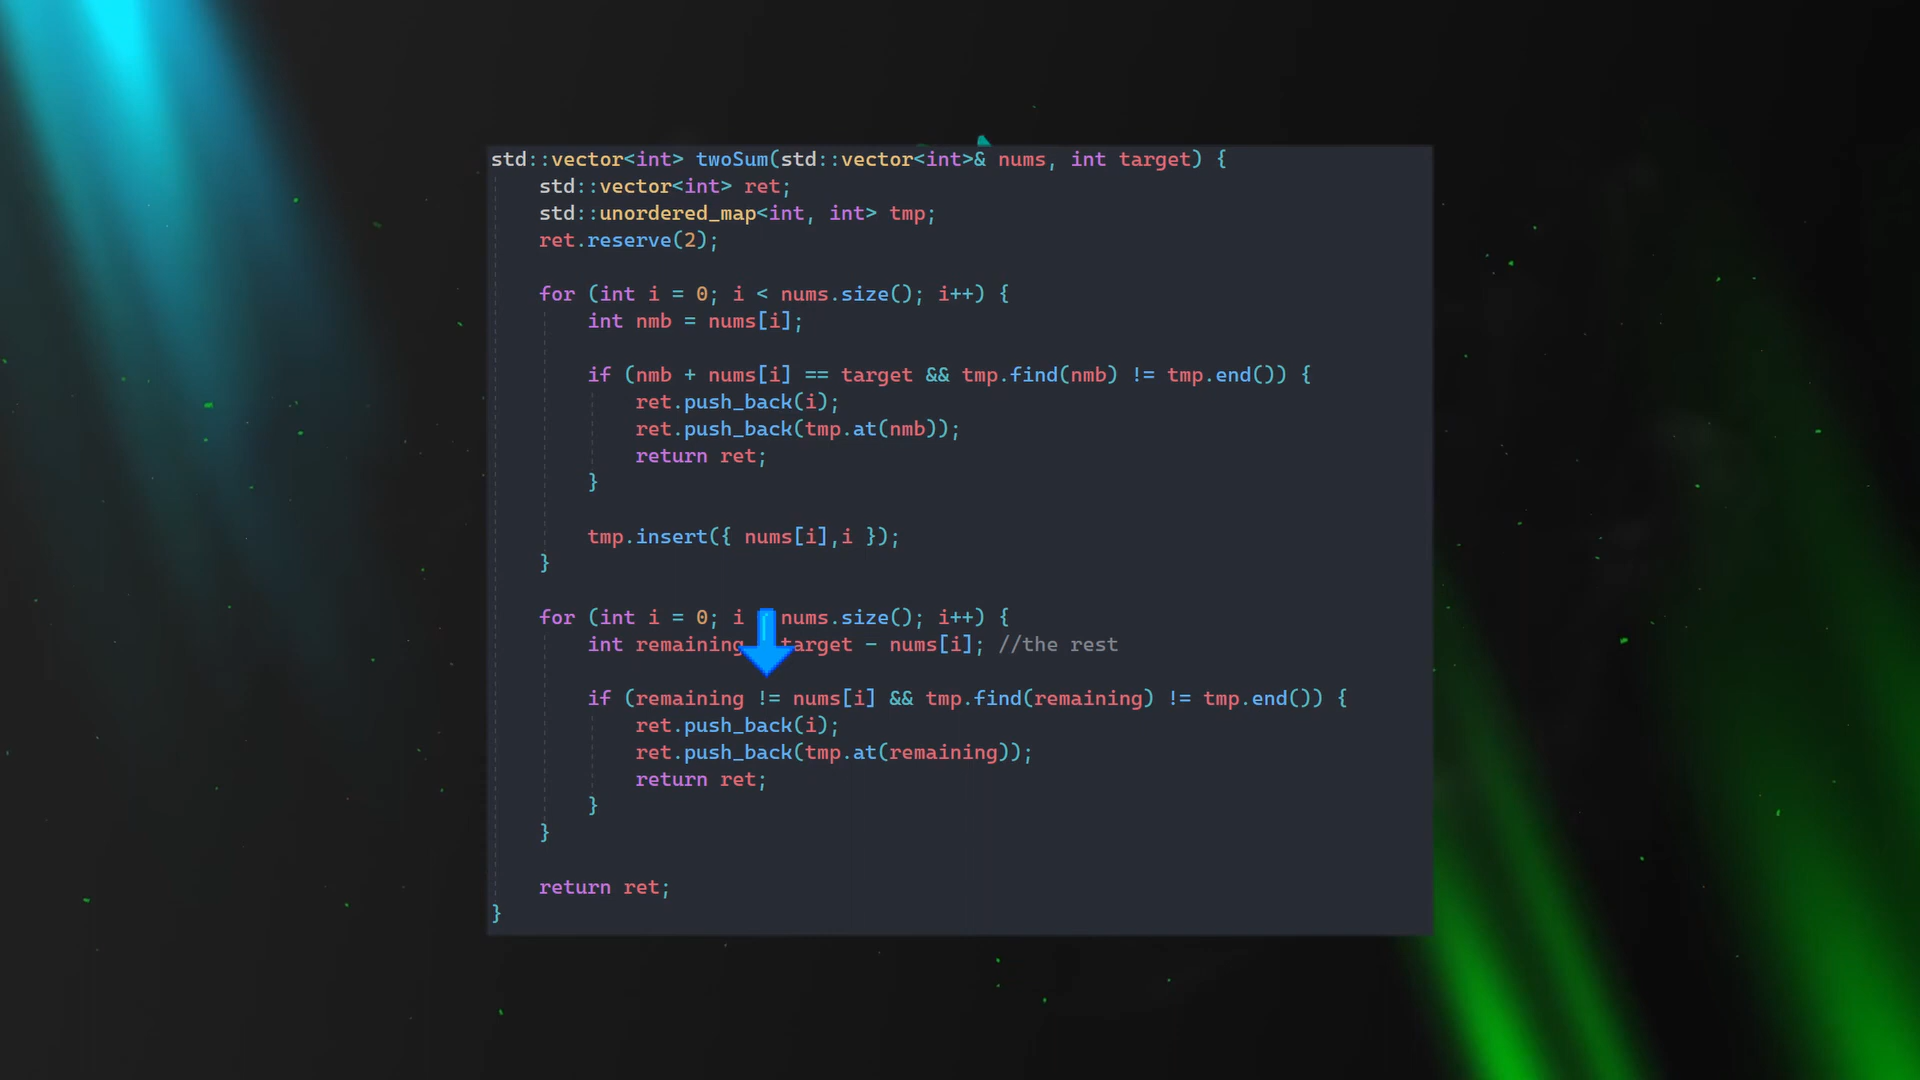 std::vector<int> twoSum(std::vector<int>& nums, int target) {
    std::vector<int> ret;
    std::unordered_map<int, int> tmp;
    ret.reserve(2);
    for (int i = 0; i < nums.size(); i++) {
        int nmb = nums[i];
        if (nmb + nums[i] == target && tmp.find(nmb) != tmp.end()) {
            ret.push_back(i);
            ret.push_back(tmp.at(nmb));
            return ret;
        }
        tmp.insert({ nums[i],i });
    }
    for (int i = 0; i nums.size(); i++) {
        int remaining target - nums[i]; //the rest
        if (remaining != nums[i] && tmp.find(remaining) != tmp.end()) {
            ret.push_back(i);
            ret.push_back(tmp.at(remaining));
            return ret;
        }
    }
    return ret;
}